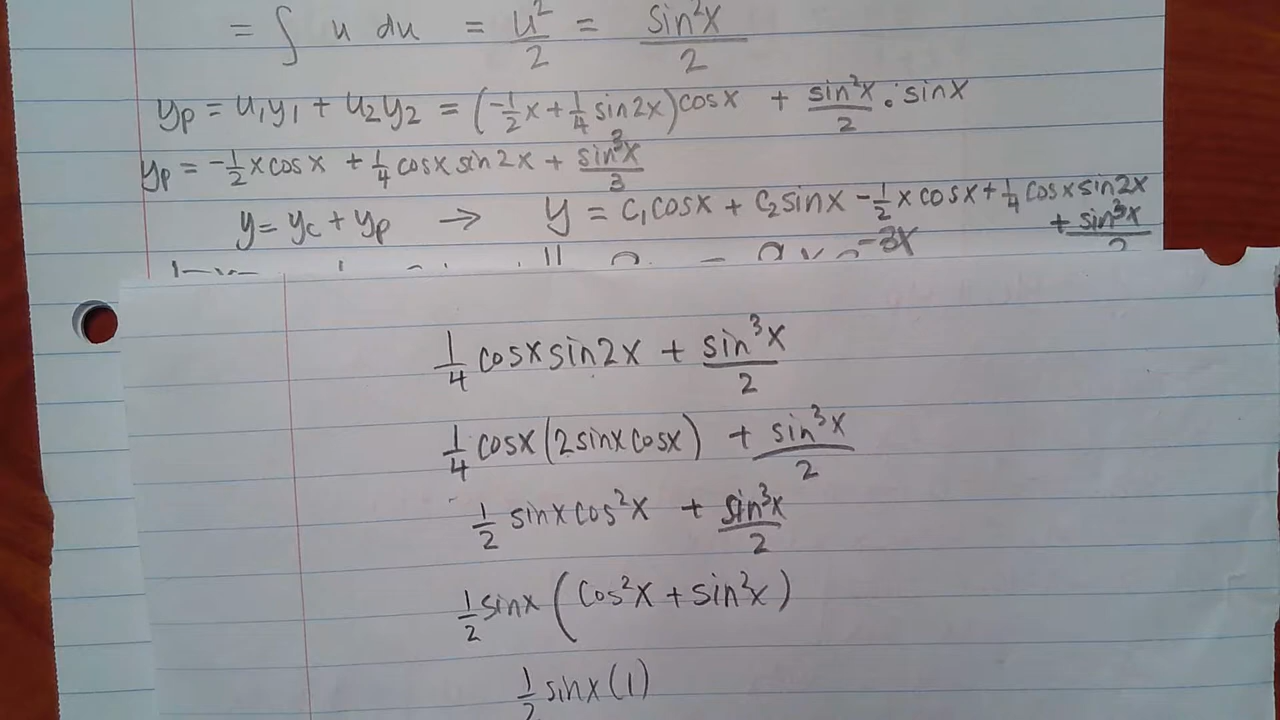 = ∫ u du = u²/2 = sin²x/2
yp = u₁y₁ + u₂y₂ = (-1/2 x + 1/4 sin2x)cosx + sin²x/2 · sinx
yp = -1/2 x cosx + 1/4 cosx sin2x + sin³x/3
y = yc + yp → y = c₁cosx + c₂sinx - 1/2 x cosx + 1/4 cosx sin2x
+ sin³x/2
-3x
1/4 cosx sin2x + sin³x/2
1/4 cosx(2sinx cosx) + sin³x/2
1/2 sinx cos²x + sin³x/2
1/2 sinx (cos²x + sin²x)
1/2 sinx (1)